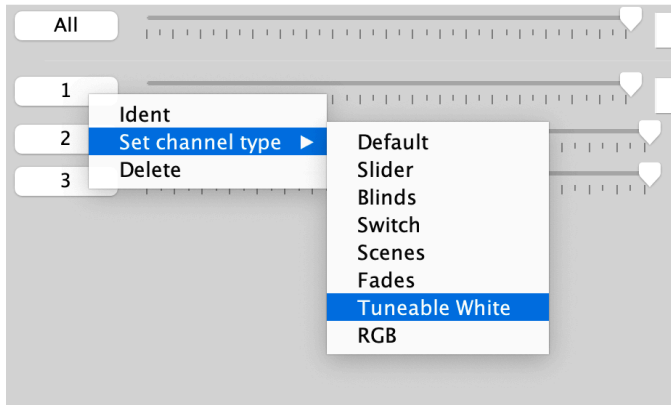 All
1
Ident
2
Set channel type
Default
Delete
Slider
3
Blinds
Switch
Scenes
Fades
Tuneable White
RGB